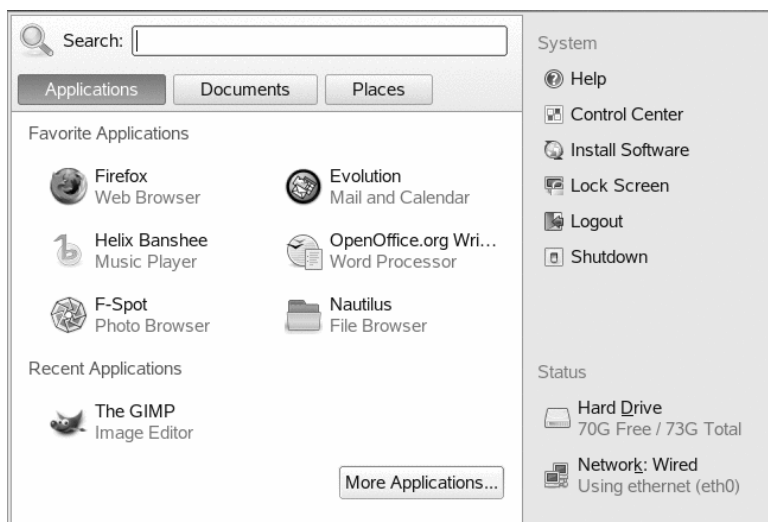 Search:
Applications
Documents
Places
Favorite Applications
Firefox
Web Browser
Evolution
Mail and Calendar
Helix Banshee
Music Player
OpenOffice.org Wri...
Word Processor
F-Spot
Photo Browser
Nautilus
File Browser
Recent Applications
The GIMP
Image Editor
More Applications...
System
Help
Control Center
Install Software
Lock Screen
Logout
Shutdown
Status
Hard Drive
70G Free / 73G Total
Network: Wired
Using ethernet (eth0)